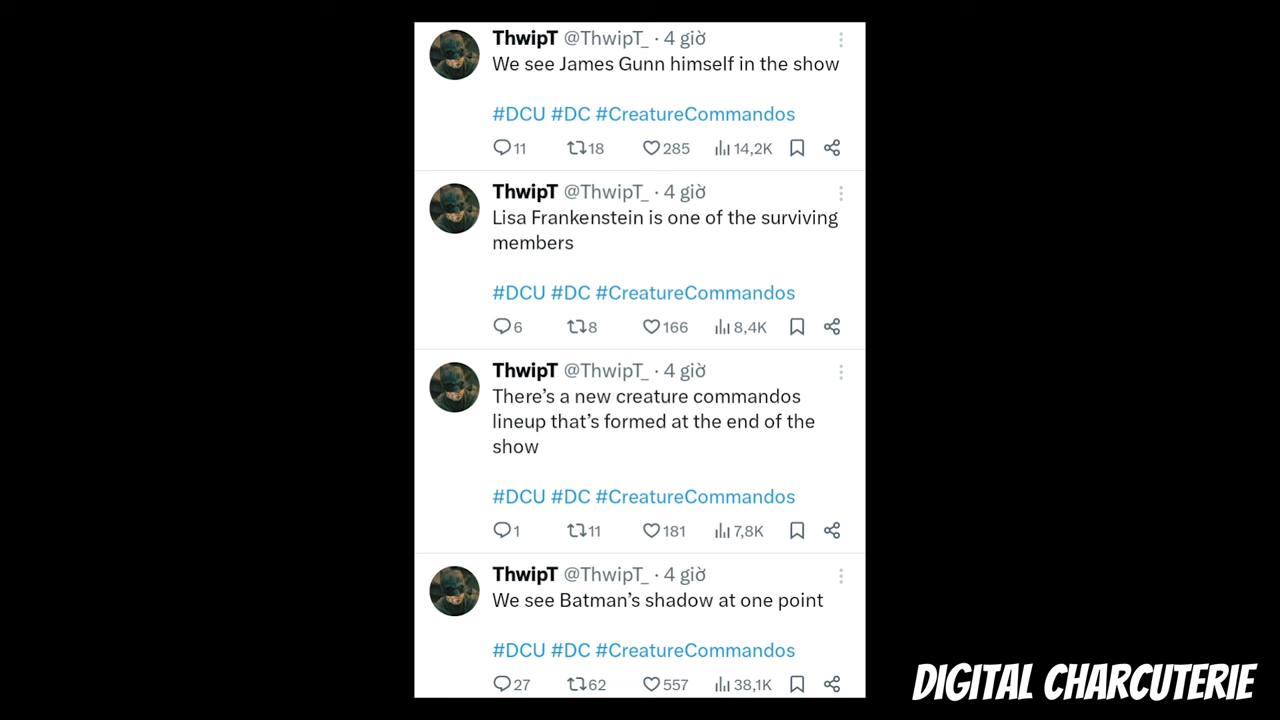 ThwipT @ThwipT_ · 4 giờ
We see James Gunn himself in the show
#DCU #DC #CreatureCommandos
11 18 285 14,2K
ThwipT @ThwipT_ · 4 giờ
Lisa Frankenstein is one of the surviving
members
#DCU #DC #CreatureCommandos
6 8 166 8,4K
ThwipT @ThwipT_ · 4 giờ
There's a new creature commandos
lineup that's formed at the end of the
show
#DCU #DC #CreatureCommandos
1 11 181 7,8K
ThwipT @ThwipT_ · 4 giờ
We see Batman's shadow at one point
#DCU #DC #CreatureCommandos
27 62 557 38,1K
DIGITAL CHARCUTERIE